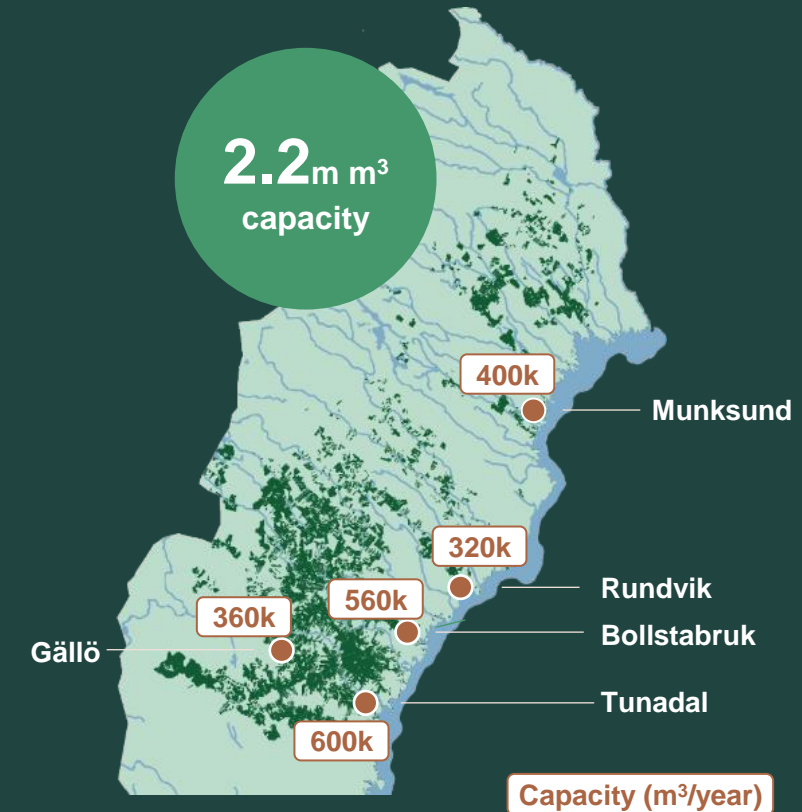 2.2m m³
capacity
400k
Munksund
320k
Rundvik
560k
Bollstabruk
360k
Gällö
Tunadal
600k
Capacity (m³/year)